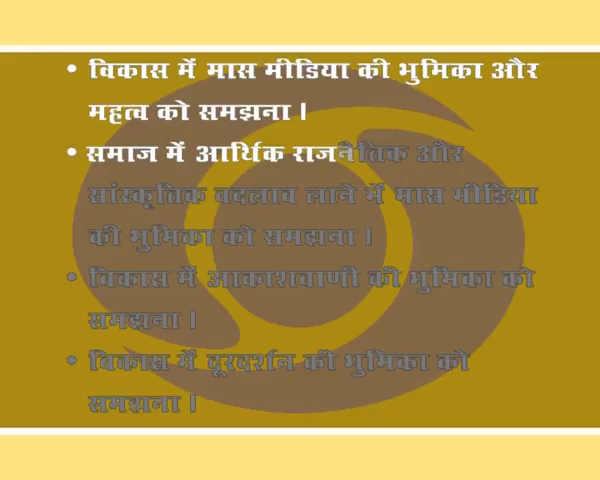 • विकास में मास मीडिया की भुमिका और
महत्व को समझना ।
• समाज में आर्थिक राजनैतिक और
सांस्कृतिक बदलाव लाने में मास मीडिया
की भुमिका को समझना ।
• विकास में आकाशवाणी की भुमिका को
समझना ।
• विकास में दूरदर्शन की भुमिका को
समझना ।